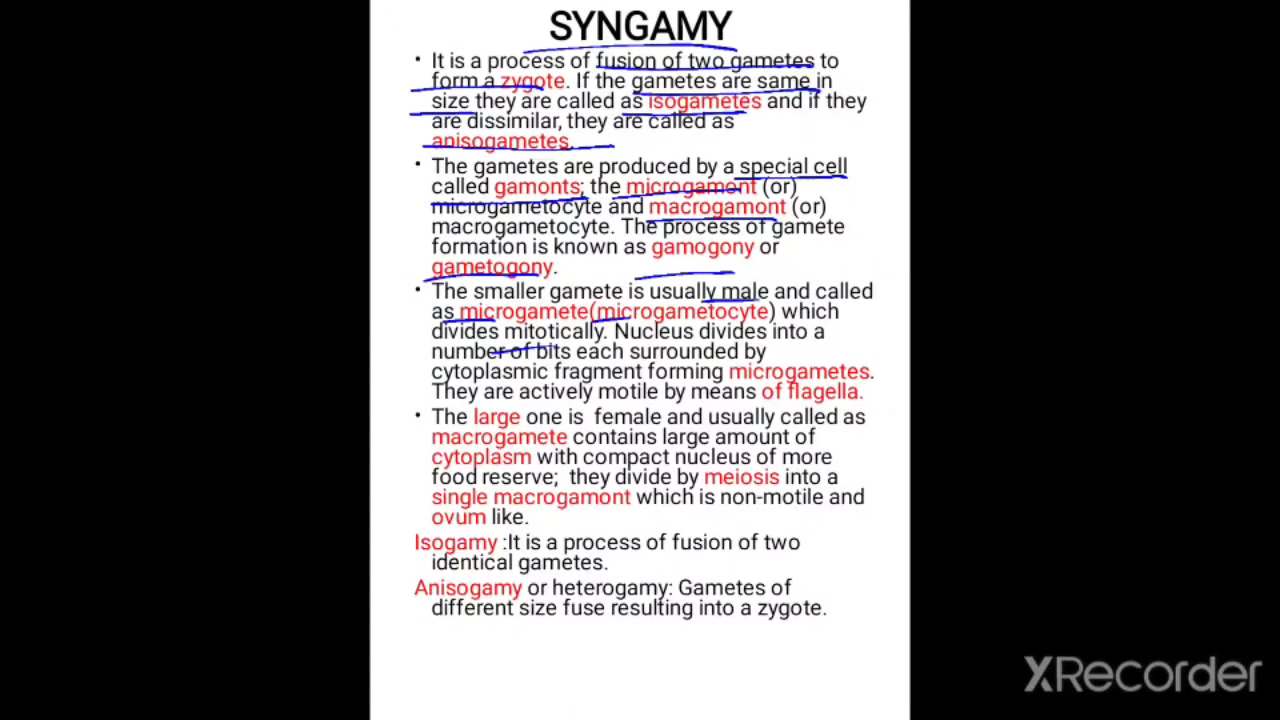 SYNGAMY
• It is a process of fusion of two gametes to
form a zygote. If the gametes are same in
size they are called as isogametes and if they
are dissimilar, they are called as
anisogametes.
• The gametes are produced by a special cell
called gamonts; the microgamont (or)
microgametocyte and macrogamont (or)
macrogametocyte. The process of gamete
formation is known as gamogony or
gametogony.
• The smaller gamete is usually male and called
as microgamete(microgametocyte) which
divides mitotically. Nucleus divides into a
number of bits each surrounded by
cytoplasmic fragment forming microgametes.
They are actively motile by means of flagella.
• The large one is female and usually called as
macrogamete contains large amount of
cytoplasm with compact nucleus of more
food reserve; they divide by meiosis into a
single macrogamont which is non-motile and
ovum like.
Isogamy :It is a process of fusion of two
identical gametes.
Anisogamy or heterogamy: Gametes of
different size fuse resulting into a zygote.
XRecorder